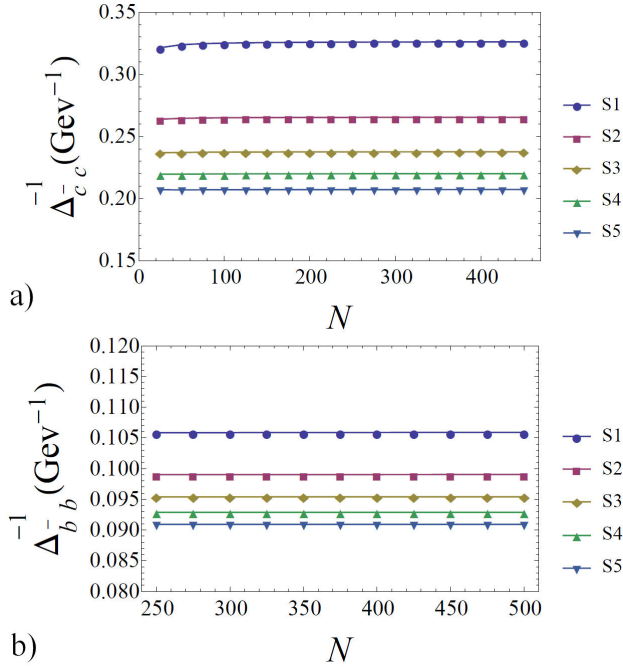 0.35
0.30
0.25
0.20
0.15
Δ⁻¹ c̄ c (Gev⁻¹)
0 100 200 300 400
N
a)
S1
S2
S3
S4
S5
0.120
0.115
0.110
0.105
0.100
0.095
0.090
0.085
0.080
Δ⁻¹ b̄ b (Gev⁻¹)
250 300 350 400 450 500
N
b)
S1
S2
S3
S4
S5